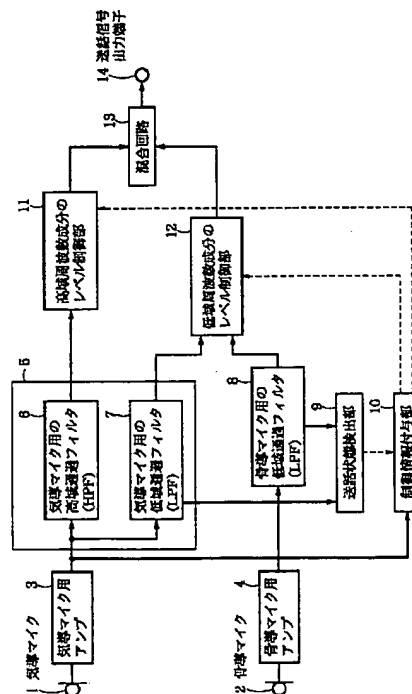 1 気導マイク
3
気導マイク用
アンプ
5
6
気導マイク用の
高域通過フィルタ
(HPF)
7
気導マイク用の
低域通過フィルタ
(LPF)
11
高域周波数成分の
レベル制御部
13
混合回路
14 送話信号
出力端子
12
低域周波数成分の
レベル制御部
2 骨導マイク
4
骨導マイク用
アンプ
8
骨導マイク用の
低域通過フィルタ
(LPF)
9
送話状態検出部
10
制御情報付与部